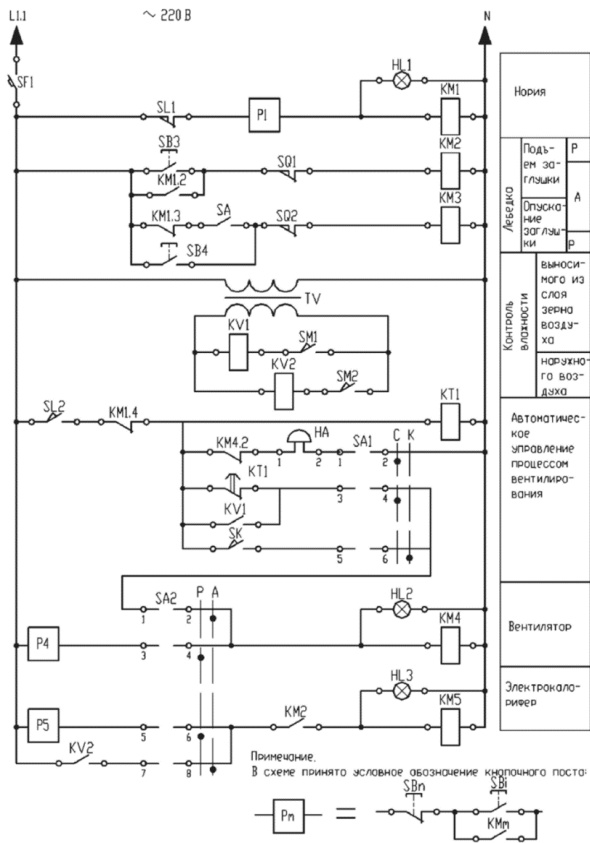 L1.1 ~ 220 В N
SF1
HL1
SL1 P1 KM1
Нория
SB3 KM2
KM1.2 SQ1
KM1.3 SA SQ2 KM3
SB4
Лебедка
Подъ-
ем за-
глушки
Опуска-
ние
заглуш-
ки
Р
А
Р
TV
KV1 SM1
KV2 SM2
Контроль
влажности
выноси-
мого из
слоя
зерна
возду-
ха
наружно-
го воз-
духа
SL2 KM1.4 KT1
KM4.2 HA SA1 С К
1 2 1 2
KT1
3 4
KV1
SK
5 6
Автоматичес-
кое
управление
процессом
вентилиро-
вания
SA2 Р А HL2
1 2
P4 3 4 KM4
Вентилятор
HL3
P5 5 6 KM2 KM5
KV2 7 8
Электрокало-
рифер
Примечание.
В схеме принято условное обозначение кнопочного поста:
Pn = SBn SBi
KMm